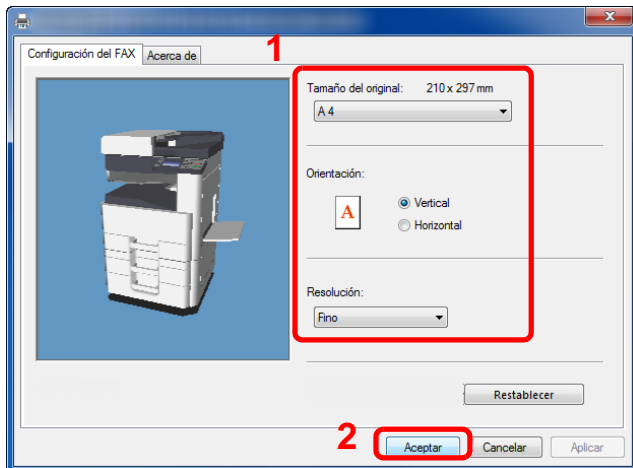 Configuración del FAX
Acerca de
1
Tamaño del original: 210 x 297 mm
A 4
Orientación:
A
Vertical
Horizontal
Resolución:
Fino
Restablecer
2
Aceptar
Cancelar
Aplicar